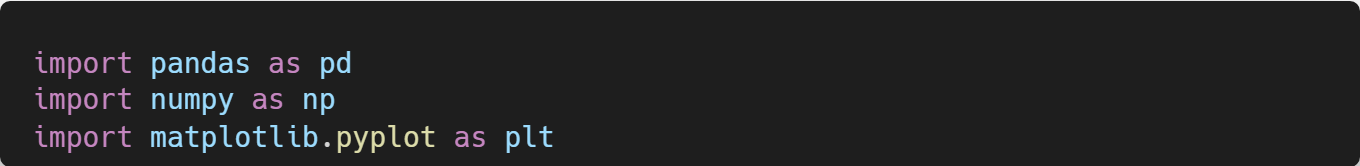 import pandas as pd
import numpy as np
import matplotlib.pyplot as plt